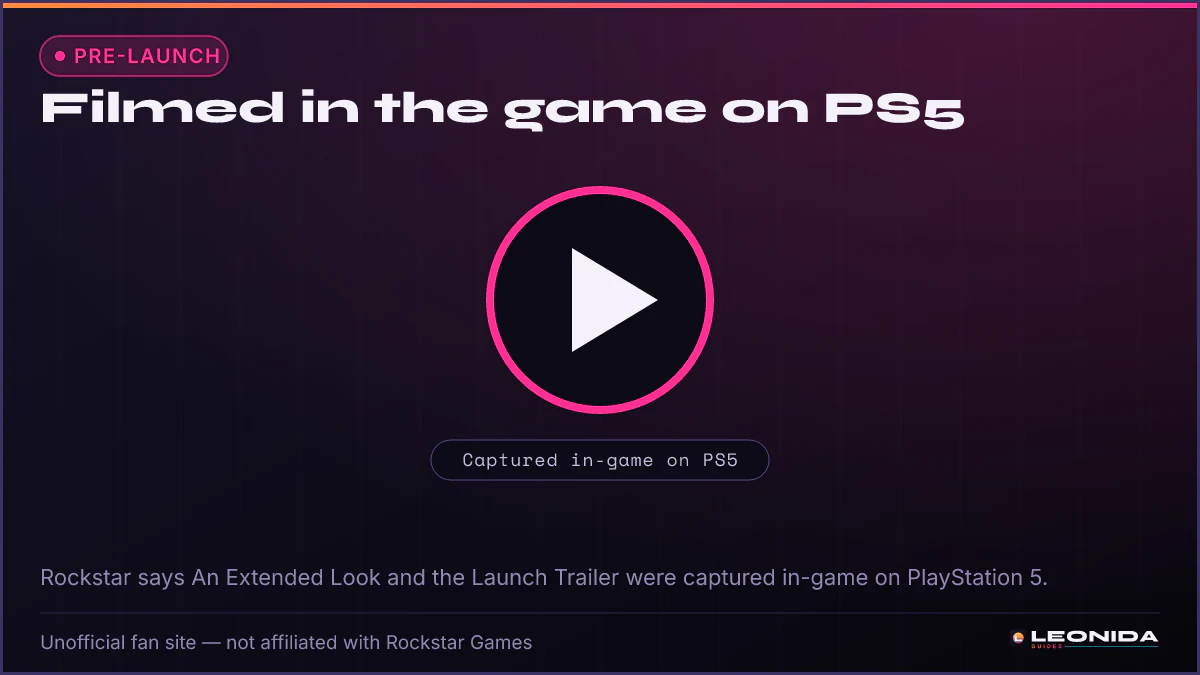 PRE-LAUNCH
Filmed in the game on PS5
Captured in-game on PS5
Rockstar says An Extended Look and the Launch Trailer were captured in-game on PlayStation 5.
Unofficial fan site — not affiliated with Rockstar Games
LEONIDA
GUIDES